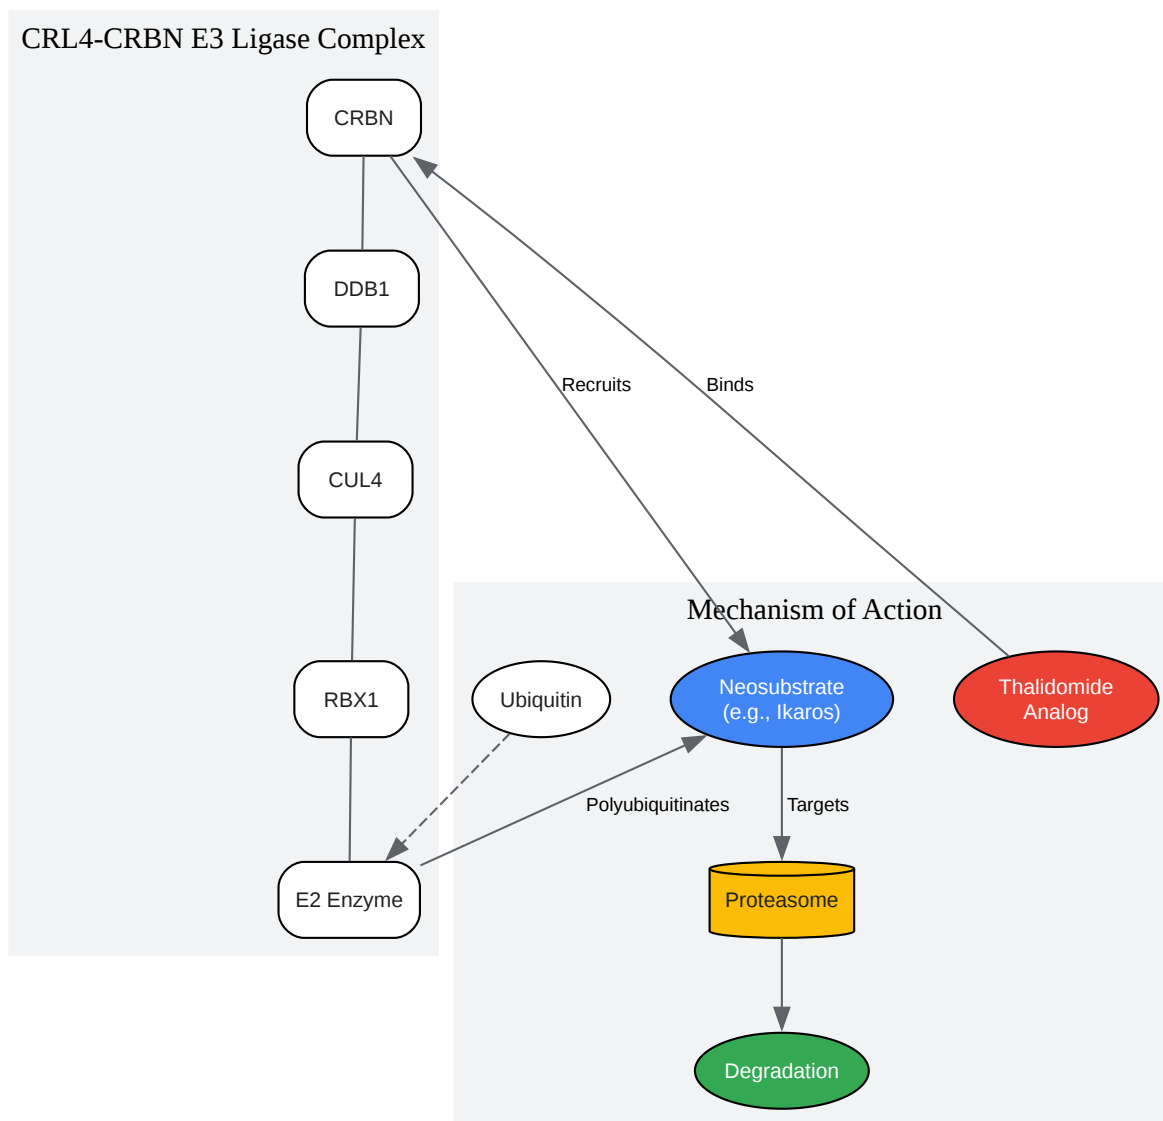 CRL4-CRBN E3 Ligase Complex
CRBN
DDB1
Recruits
Binds
CUL4
Mechanism of Action
RBX1
Ubiquitin
Neosubstrate
(e.g., Ikaros)
Thalidomide
Analog
Polyubiquitinates
Targets
E2 Enzyme
Proteasome
Degradation